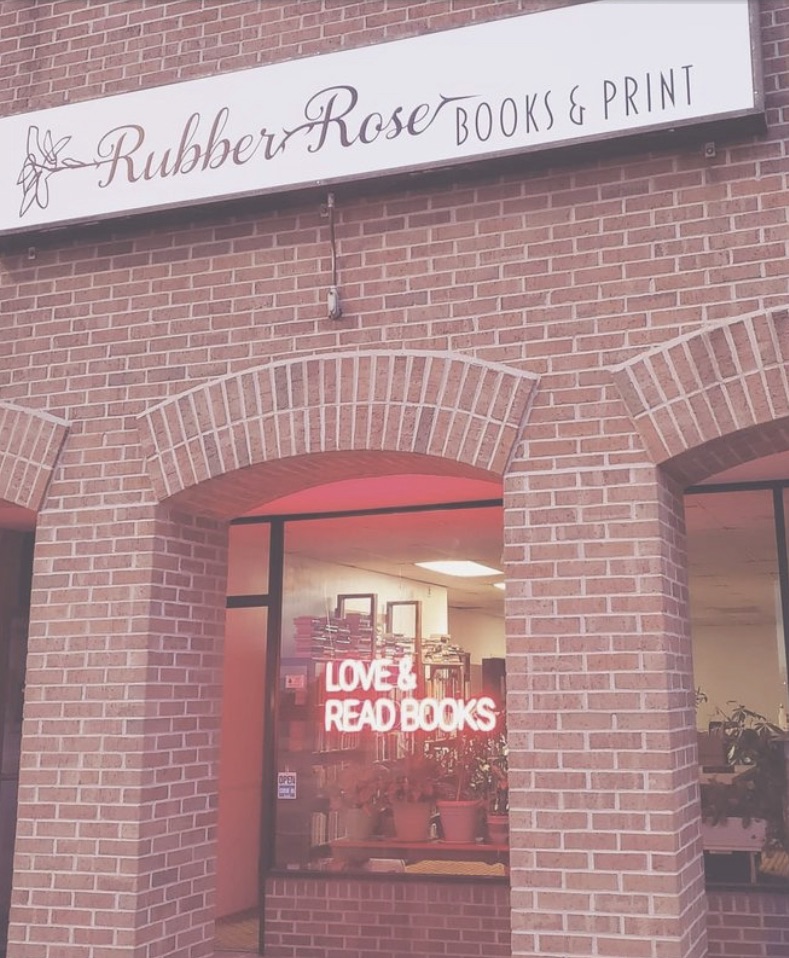 Rubber Rose BOOKS & PRINT
LOVE &
READ BOOKS
OPEN